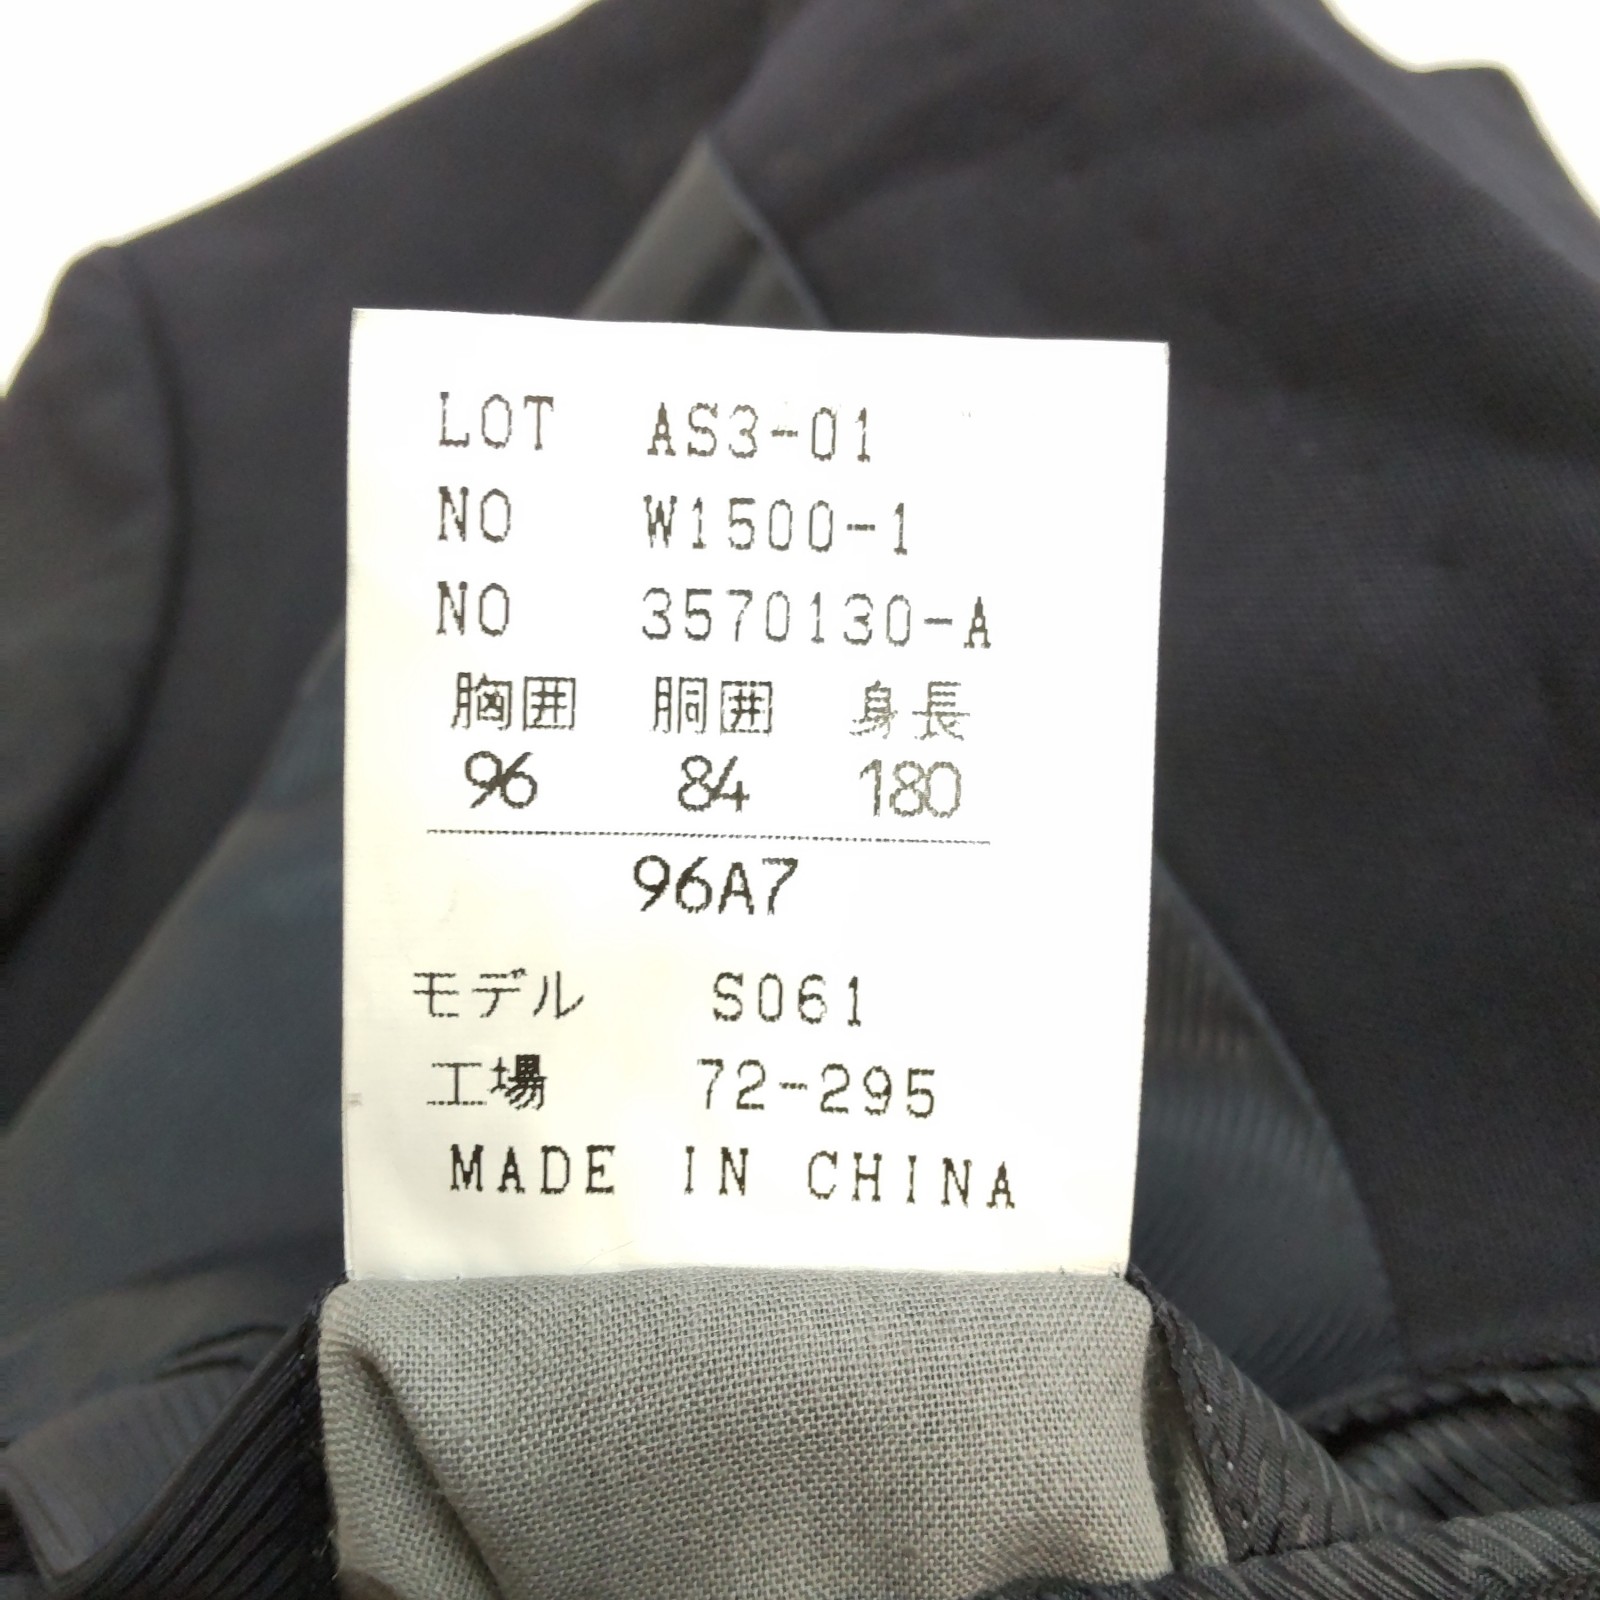 LOT AS3-01
NO W1500-1
NO 3570130-A
胸囲 胴囲 身長
96 84 180
96A7
モデル S061
工場 72-295
MADE IN CHINA